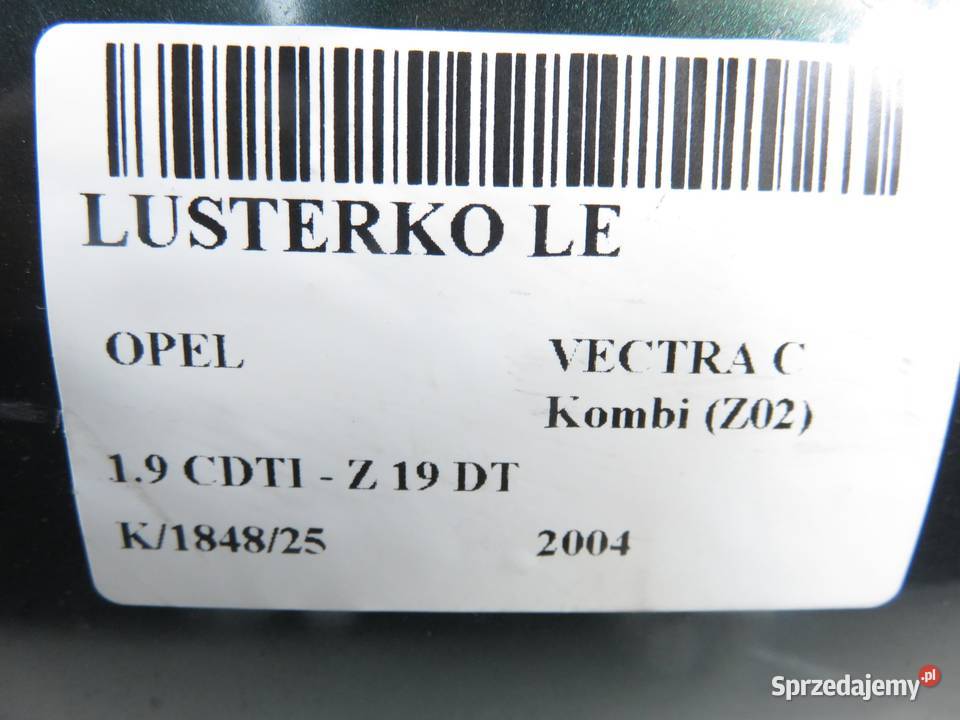 LUSTERKO LE
OPEL VECTRA C
Kombi (Z02)
1.9 CDTI - Z 19 DT
K/1848/25 2004
Sprzedajemy.pl